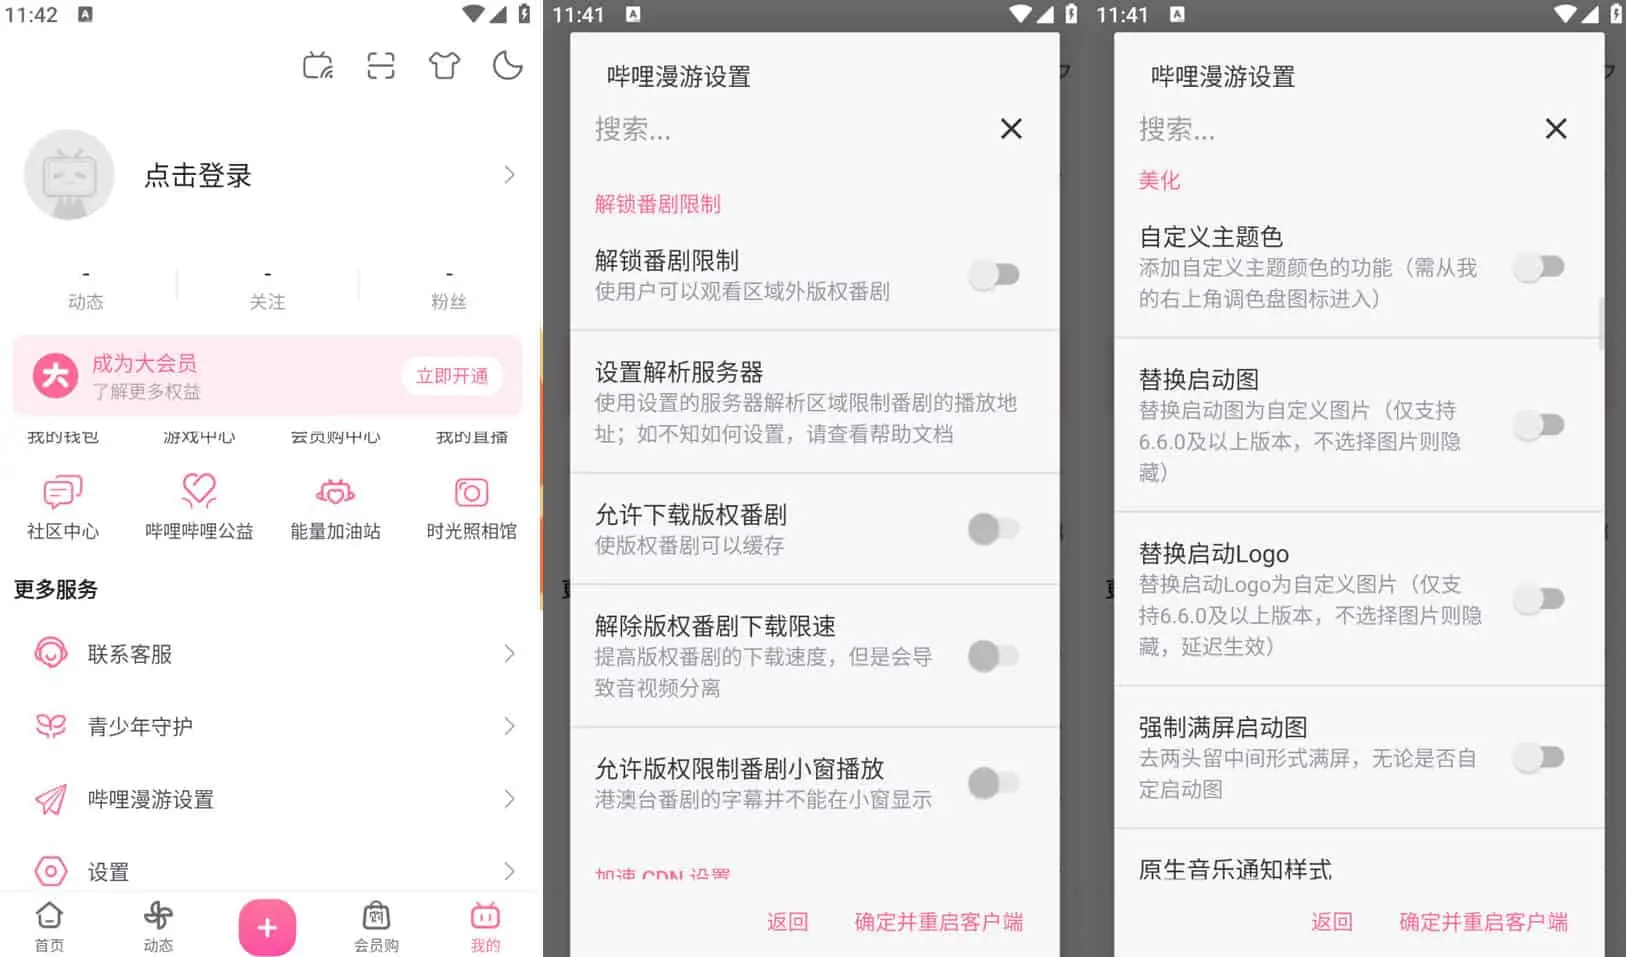 11:42
点击登录
-
-
-
动态
关注
粉丝
大
成为大会员
了解更多权益
立即开通
我的钱包
游戏中心
会员购中心
我的直播
社区中心
哔哩哔哩公益
能量加油站
时光照相馆
更多服务
联系客服
青少年守护
哔哩漫游设置
设置
首页
动态
会员购
我的
11:41
哔哩漫游设置
搜索...
解锁番剧限制
解锁番剧限制
使用户可以观看区域外版权番剧
设置解析服务器
使用设置的服务器解析区域限制番剧的播放地
址；如不知如何设置，请查看帮助文档
允许下载版权番剧
使版权番剧可以缓存
解除版权番剧下载限速
提高版权番剧的下载速度，但是会导
致音视频分离
允许版权限制番剧小窗播放
港澳台番剧的字幕并不能在小窗显示
加速 CDN 设置
返回
确定并重启客户端
11:41
哔哩漫游设置
搜索...
美化
自定义主题色
添加自定义主题颜色的功能（需从我
的右上角调色盘图标进入）
替换启动图
替换启动图为自定义图片（仅支持
6.6.0及以上版本，不选择图片则隐
藏）
替换启动Logo
替换启动Logo为自定义图片（仅支
持6.6.0及以上版本，不选择图片则隐
藏，延迟生效）
强制满屏启动图
去两头留中间形式满屏，无论是否自
定启动图
原生音乐通知样式
返回
确定并重启客户端